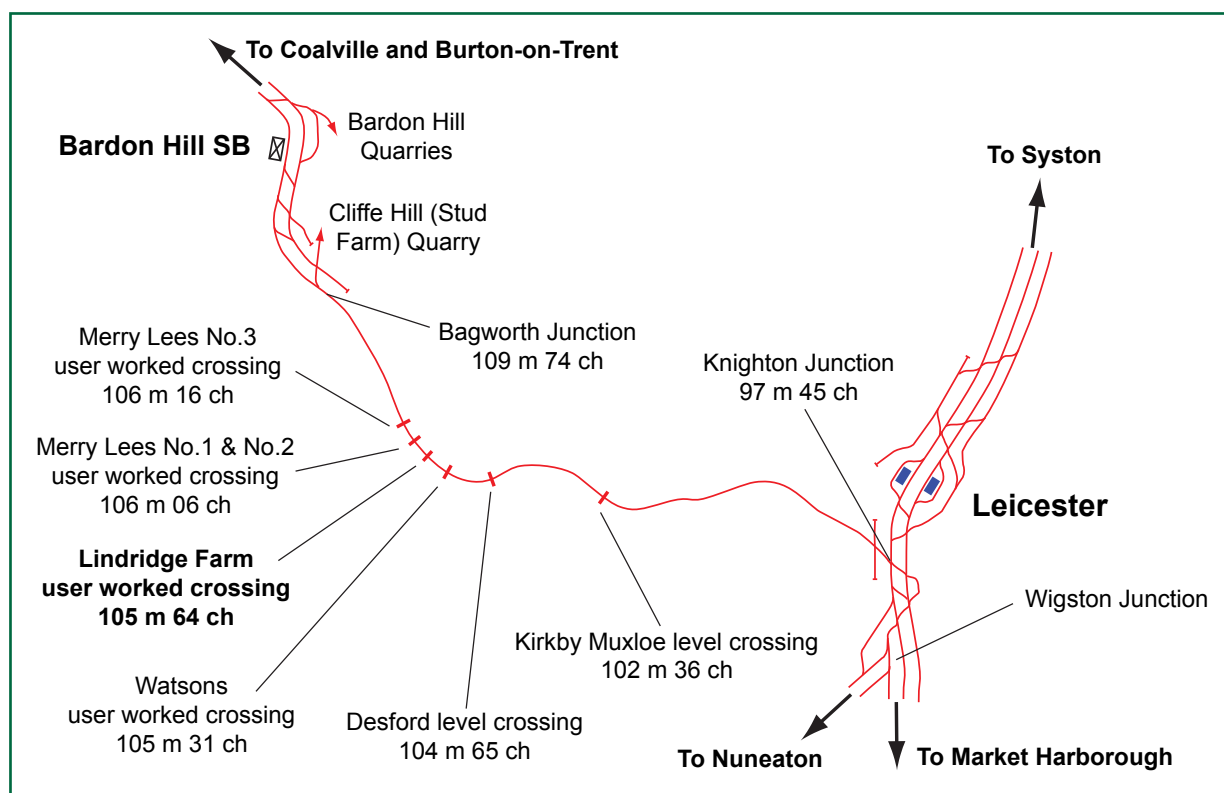 To Coalville and Burton-on-Trent
Bardon Hill SB
Bardon Hill
Quarries
To Syston
Cliffe Hill (Stud
Farm) Quarry
Merry Lees No.3
user worked crossing
106 m 16 ch
Bagworth Junction
109 m 74 ch
Knighton Junction
97 m 45 ch
Merry Lees No.1 & No.2
user worked crossing
106 m 06 ch
Leicester
Lindridge Farm
user worked crossing
105 m 64 ch
Wigston Junction
Kirkby Muxloe level crossing
102 m 36 ch
Watsons
user worked crossing
105 m 31 ch
Desford level crossing
104 m 65 ch
To Nuneaton
To Market Harborough